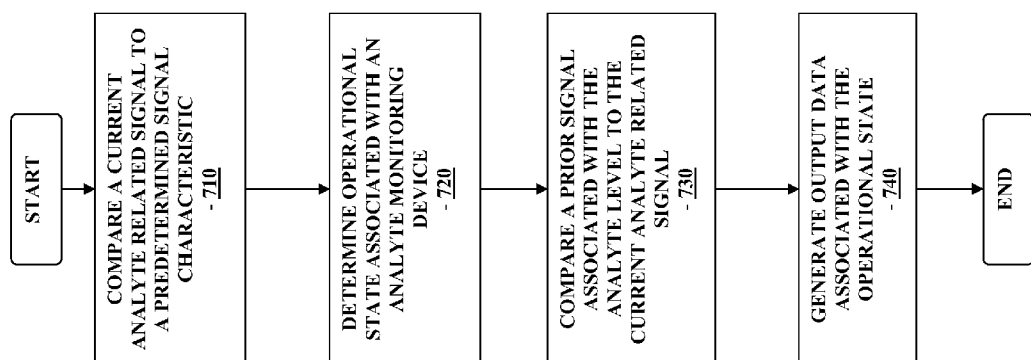 START
COMPARE A CURRENT
ANALYTE RELATED SIGNAL TO
A PREDETERMINED SIGNAL
CHARACTERISTIC
- 710
DETERMINE OPERATIONAL
STATE ASSOCIATED WITH AN
ANALYTE MONITORING
DEVICE
- 720
COMPARE A PRIOR SIGNAL
ASSOCIATED WITH THE
ANALYTE LEVEL TO THE
CURRENT ANALYTE RELATED
SIGNAL
- 730
GENERATE OUTPUT DATA
ASSOCIATED WITH THE
OPERATIONAL STATE
- 740
END